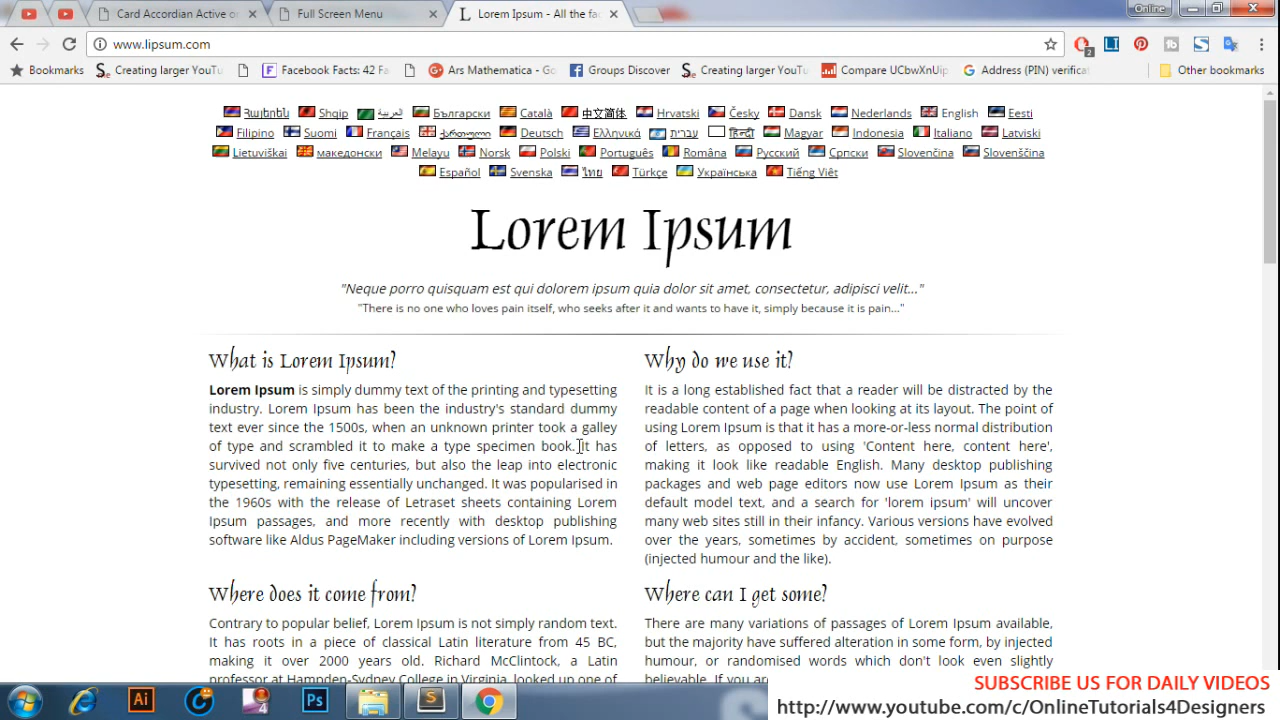 Card Accordian Active o
Full Screen Menu
Lorem Ipsum - All the fa
Online
www.lipsum.com
2
Bookmarks
Creating larger YouTu
Facebook Facts: 42 Fa
Ars Mathematica - Go
Groups Discover
Creating larger YouTu
Compare UCbwXnUip
Address (PIN) verifica
Other bookmarks
Հայերեն Shqip العربية Български Català 中文简体 Hrvatski Česky Dansk Nederlands English Eesti
Filipino Suomi Français ქართული Deutsch Ελληνικά עברית हिन्दी Magyar Indonesia Italiano Latviski
Lietuviškai македонски Melayu Norsk Polski Português Româna Русский Српски Slovenčina Slovenščina
Español Svenska ไทย Türkçe Українська Tiếng Việt
Lorem Ipsum
"Neque porro quisquam est qui dolorem ipsum quia dolor sit amet, consectetur, adipisci velit..."
"There is no one who loves pain itself, who seeks after it and wants to have it, simply because it is pain..."
What is Lorem Ipsum?
Lorem Ipsum is simply dummy text of the printing and typesetting
industry. Lorem Ipsum has been the industry's standard dummy
text ever since the 1500s, when an unknown printer took a galley
of type and scrambled it to make a type specimen book. It has
survived not only five centuries, but also the leap into electronic
typesetting, remaining essentially unchanged. It was popularised in
the 1960s with the release of Letraset sheets containing Lorem
Ipsum passages, and more recently with desktop publishing
software like Aldus PageMaker including versions of Lorem Ipsum.
Why do we use it?
It is a long established fact that a reader will be distracted by the
readable content of a page when looking at its layout. The point of
using Lorem Ipsum is that it has a more-or-less normal distribution
of letters, as opposed to using 'Content here, content here',
making it look like readable English. Many desktop publishing
packages and web page editors now use Lorem Ipsum as their
default model text, and a search for 'lorem ipsum' will uncover
many web sites still in their infancy. Various versions have evolved
over the years, sometimes by accident, sometimes on purpose
(injected humour and the like).
Where does it come from?
Contrary to popular belief, Lorem Ipsum is not simply random text.
It has roots in a piece of classical Latin literature from 45 BC,
making it over 2000 years old. Richard McClintock, a Latin
professor at Hampden-Sydney College in Virginia, looked up one of
Where can I get some?
There are many variations of passages of Lorem Ipsum available,
but the majority have suffered alteration in some form, by injected
humour, or randomised words which don't look even slightly
believable. If you are
SUBSCRIBE US FOR DAILY VIDEOS
http://www.youtube.com/c/OnlineTutorials4Designers